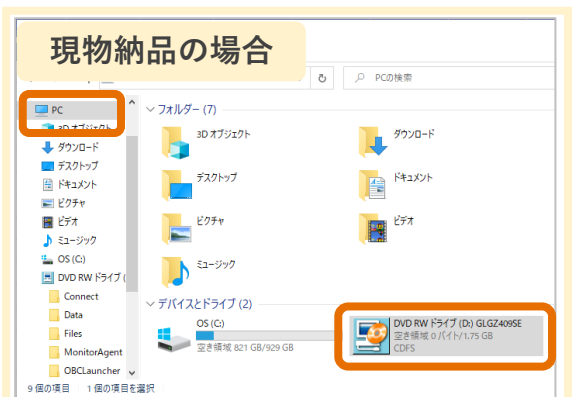 現物納品の場合
PCの検索
PC
3D オブジェクト
ダウンロード
デスクトップ
ドキュメント
ピクチャ
ビデオ
ミュージック
OS (C:)
DVD RW ドライブ (
Connect
Data
Files
MonitorAgent
OBCLauncher
フォルダー (7)
3D オブジェクト
ダウンロード
デスクトップ
ドキュメント
ピクチャ
ビデオ
ミュージック
デバイスとドライブ (2)
OS (C:)
空き領域 821 GB/929 GB
DVD RW ドライブ (D:) GLGZ409SE
空き領域 0 バイト/1.75 GB
CDFS
9 個の項目 1 個の項目を選択